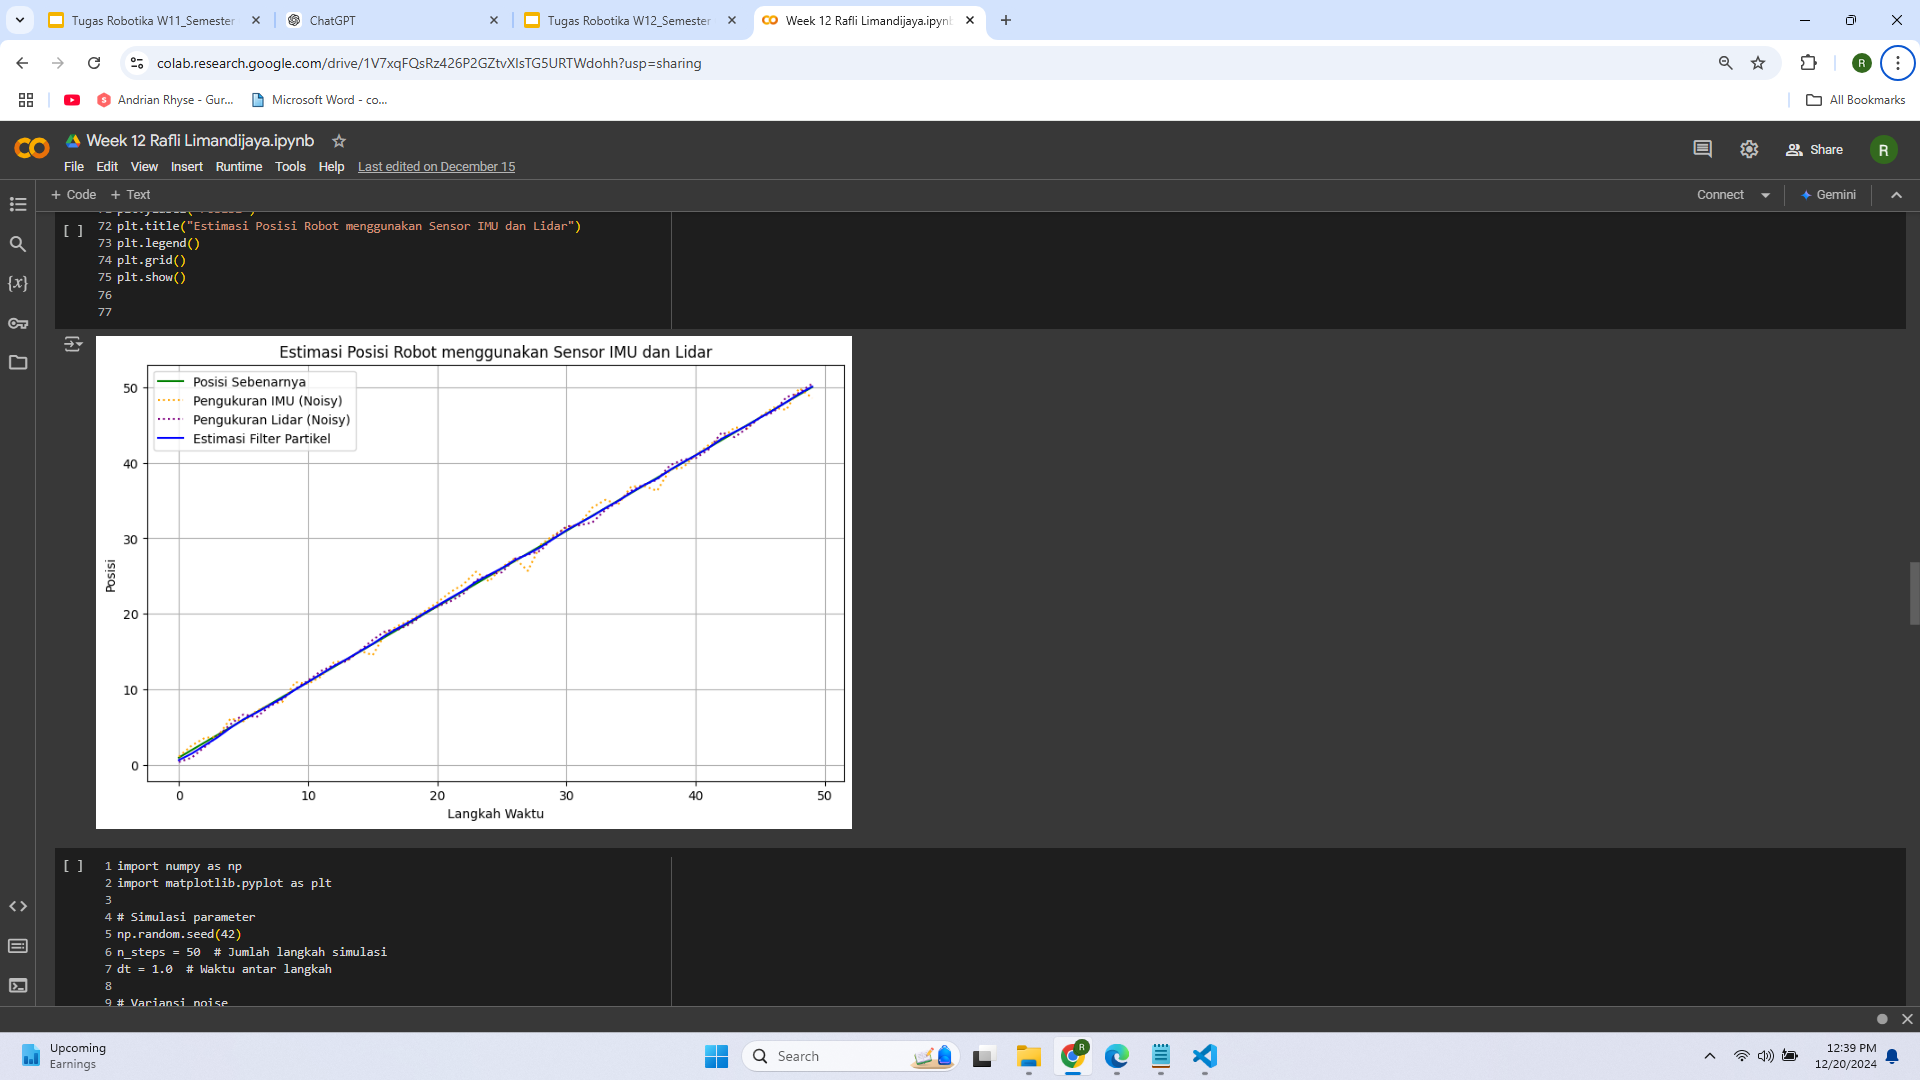 Tugas Robotika W11_Semester
ChatGPT
Tugas Robotika W12_Semester
Week 12 Rafli Limandijaya.ipynb
colab.research.google.com/drive/1V7xqFQsRz426P2GZtvXIsTG5URTWdohh?usp=sharing
R
Andrian Rhyse - Gur...
Microsoft Word - co...
All Bookmarks
Week 12 Rafli Limandijaya.ipynb
Share
R
File Edit View Insert Runtime Tools Help Last edited on December 15
+ Code + Text
Connect
Gemini
[ ]
72 plt.title("Estimasi Posisi Robot menggunakan Sensor IMU dan Lidar")
73 plt.legend()
74 plt.grid()
75 plt.show()
76
77
{x}
Estimasi Posisi Robot menggunakan Sensor IMU dan Lidar
Posisi Sebenarnya
Pengukuran IMU (Noisy)
Pengukuran Lidar (Noisy)
Estimasi Filter Partikel
50
40
30
20
10
0
Posisi
0 10 20 30 40 50
Langkah Waktu
[ ]
1 import numpy as np
2 import matplotlib.pyplot as plt
3
4 # Simulasi parameter
5 np.random.seed(42)
6 n_steps = 50  # Jumlah langkah simulasi
7 dt = 1.0  # Waktu antar langkah
8
9 # Variansi noise
Upcoming
Earnings
Search
R
12:39 PM
12/20/2024